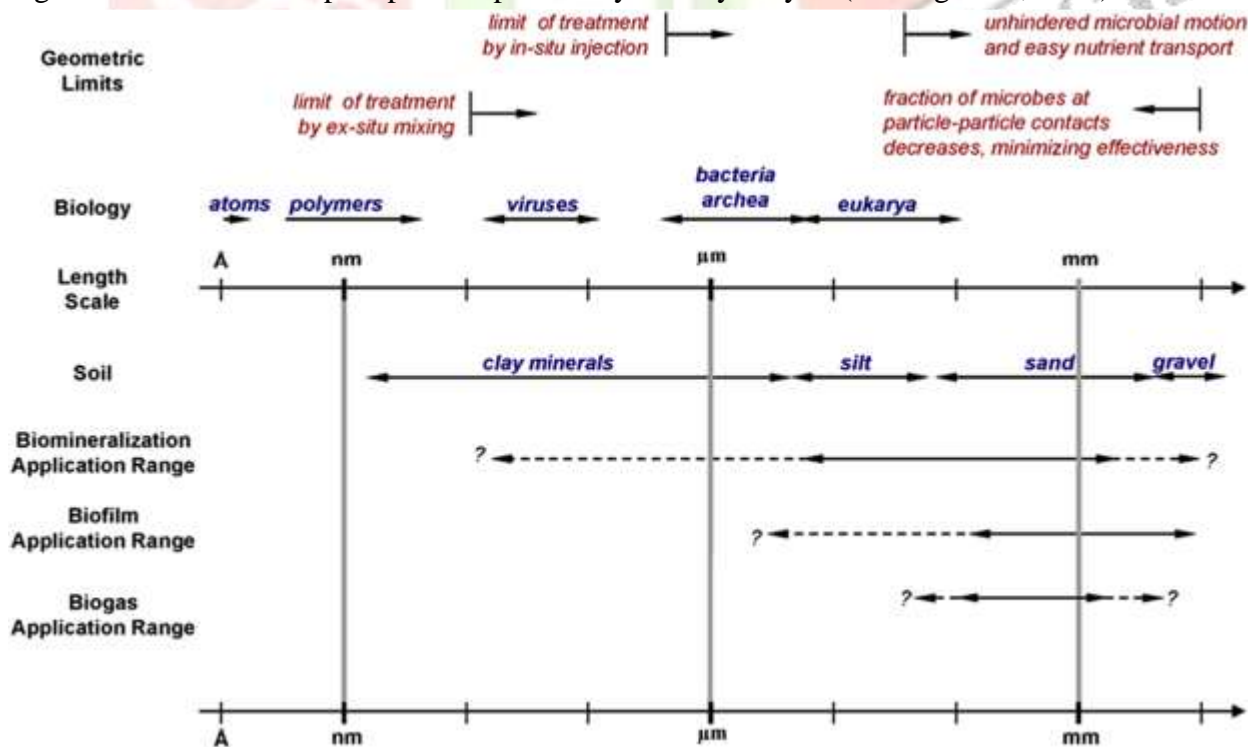 limit of treatment
by in-situ injection
unhindered microbial motion
and easy nutrient transport
Geometric
Limits
limit of treatment
by ex-situ mixing
fraction of microbes at
particle-particle contacts
decreases, minimizing effectiveness
Biology
atoms
polymers
viruses
bacteria
archea
eukarya
Length
Scale
Å
nm
μm
mm
Soil
clay minerals
silt
sand
gravel
Biomineralization
Application Range
?
?
Biofilm
Application Range
?
Biogas
Application Range
?
?
Å
nm
μm
mm